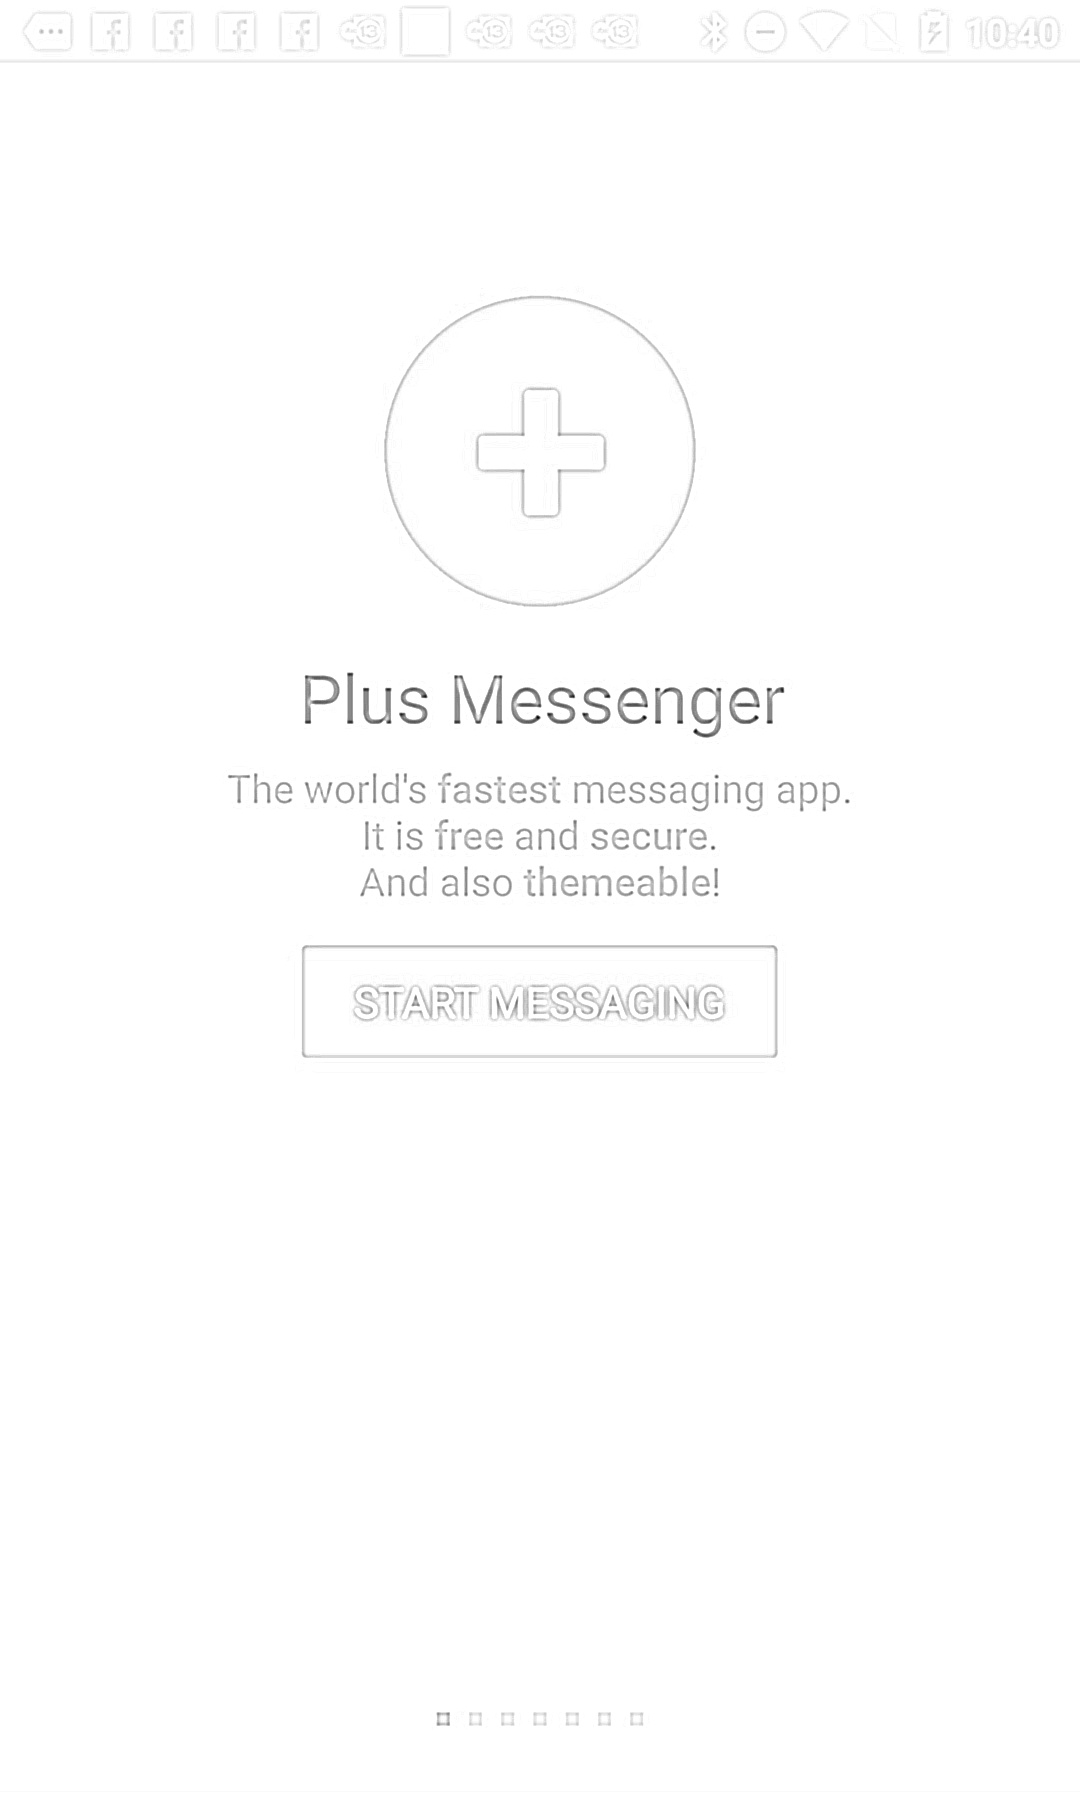 10:40
Plus Messenger
The world's fastest messaging app.
It is free and secure.
And also themeable!
START MESSAGING